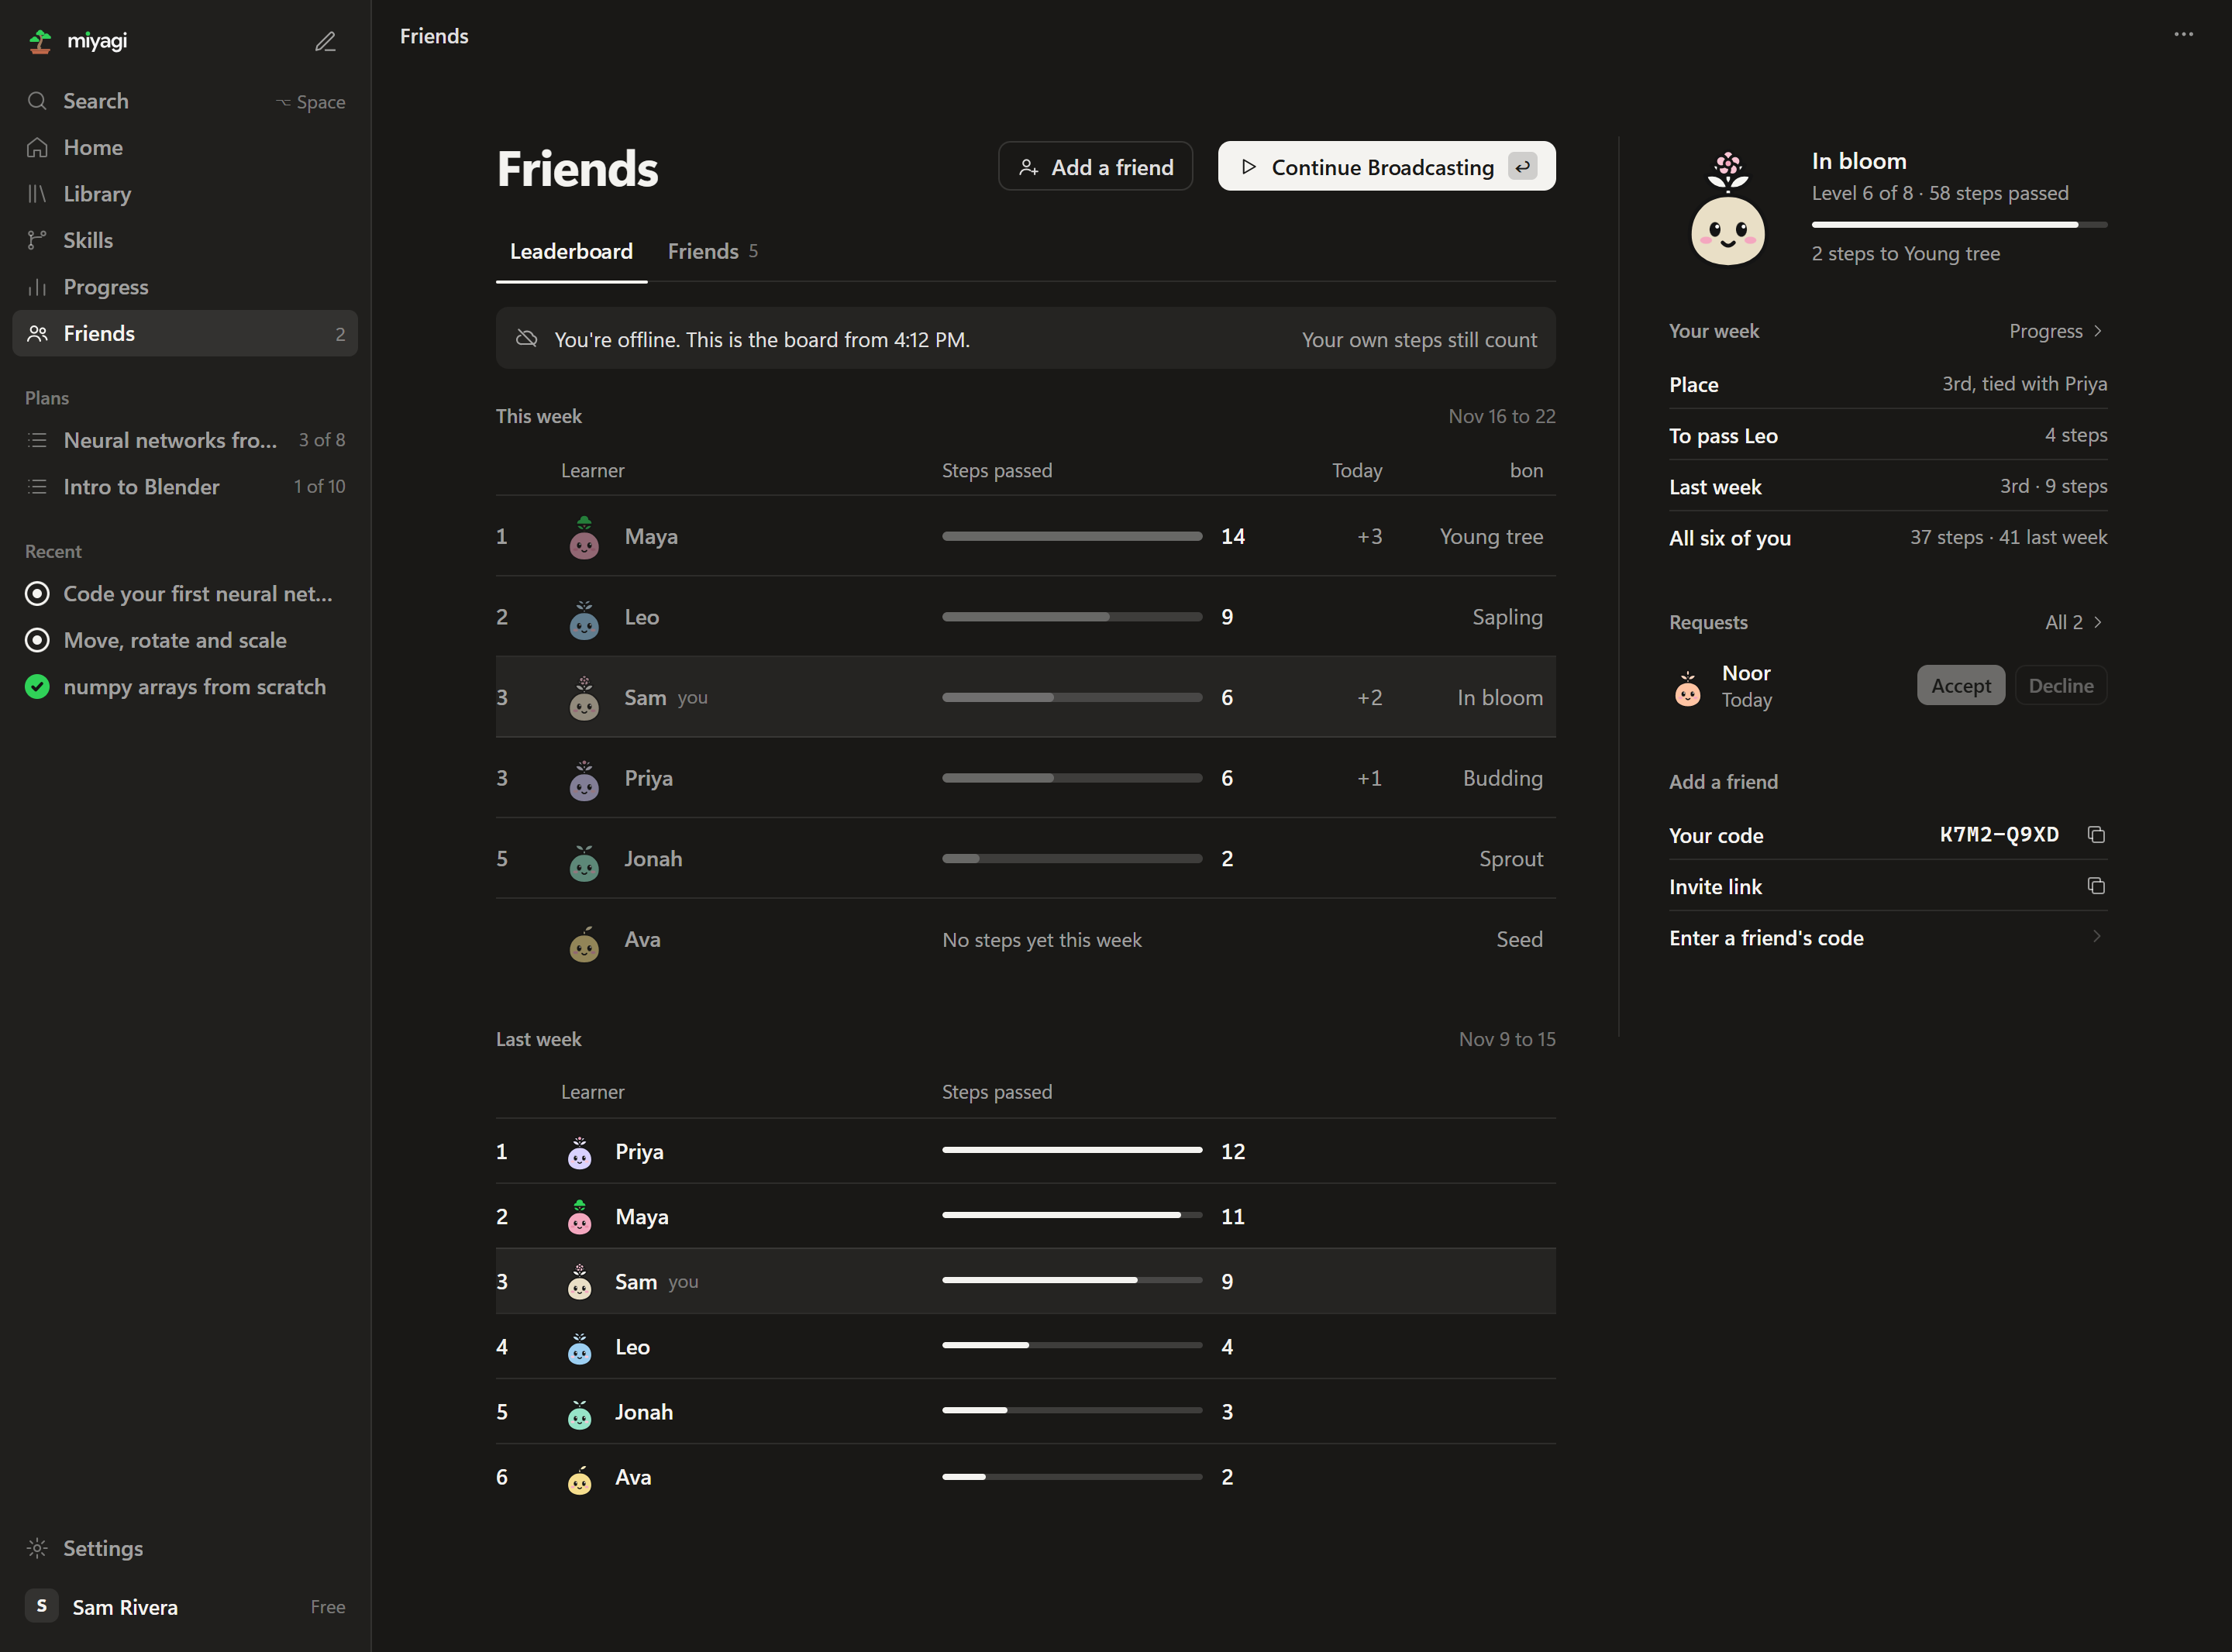 miyagi
Search ⌥ Space
Home
Library
Skills
Progress
Friends 2
Plans
Neural networks fro... 3 of 8
Intro to Blender 1 of 10
Recent
Code your first neural net...
Move, rotate and scale
numpy arrays from scratch
Settings
S Sam Rivera Free
Friends
Friends
Add a friend
Continue Broadcasting
Leaderboard Friends 5
You're offline. This is the board from 4:12 PM. Your own steps still count
This week Nov 16 to 22
Learner Steps passed Today bon
1 Maya 14 +3 Young tree
2 Leo 9 Sapling
3 Sam you 6 +2 In bloom
3 Priya 6 +1 Budding
5 Jonah 2 Sprout
Ava No steps yet this week Seed
Last week Nov 9 to 15
Learner Steps passed
1 Priya 12
2 Maya 11
3 Sam you 9
4 Leo 4
5 Jonah 3
6 Ava 2
In bloom
Level 6 of 8 · 58 steps passed
2 steps to Young tree
Your week Progress
Place 3rd, tied with Priya
To pass Leo 4 steps
Last week 3rd · 9 steps
All six of you 37 steps · 41 last week
Requests All 2
Noor
Today
Accept Decline
Add a friend
Your code K7M2-Q9XD
Invite link
Enter a friend's code